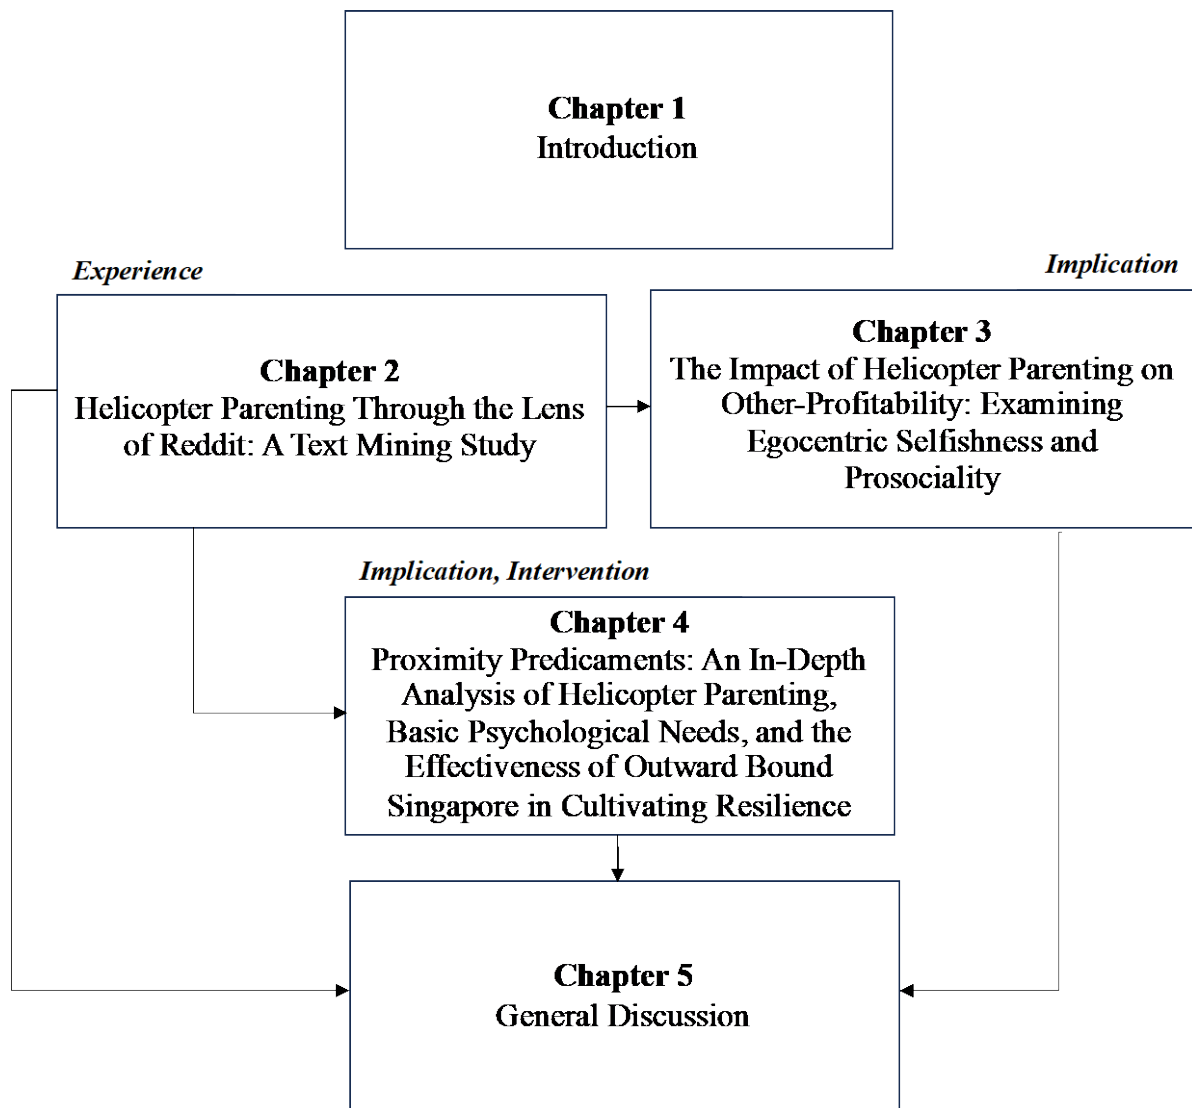 Chapter 1
Introduction
Experience
Implication
Chapter 2
Helicopter Parenting Through the Lens
of Reddit: A Text Mining Study
Chapter 3
The Impact of Helicopter Parenting on
Other-Profitability: Examining
Egocentric Selfishness and
Prosociality
Implication, Intervention
Chapter 4
Proximity Predicaments: An In-Depth
Analysis of Helicopter Parenting,
Basic Psychological Needs, and the
Effectiveness of Outward Bound
Singapore in Cultivating Resilience
Chapter 5
General Discussion